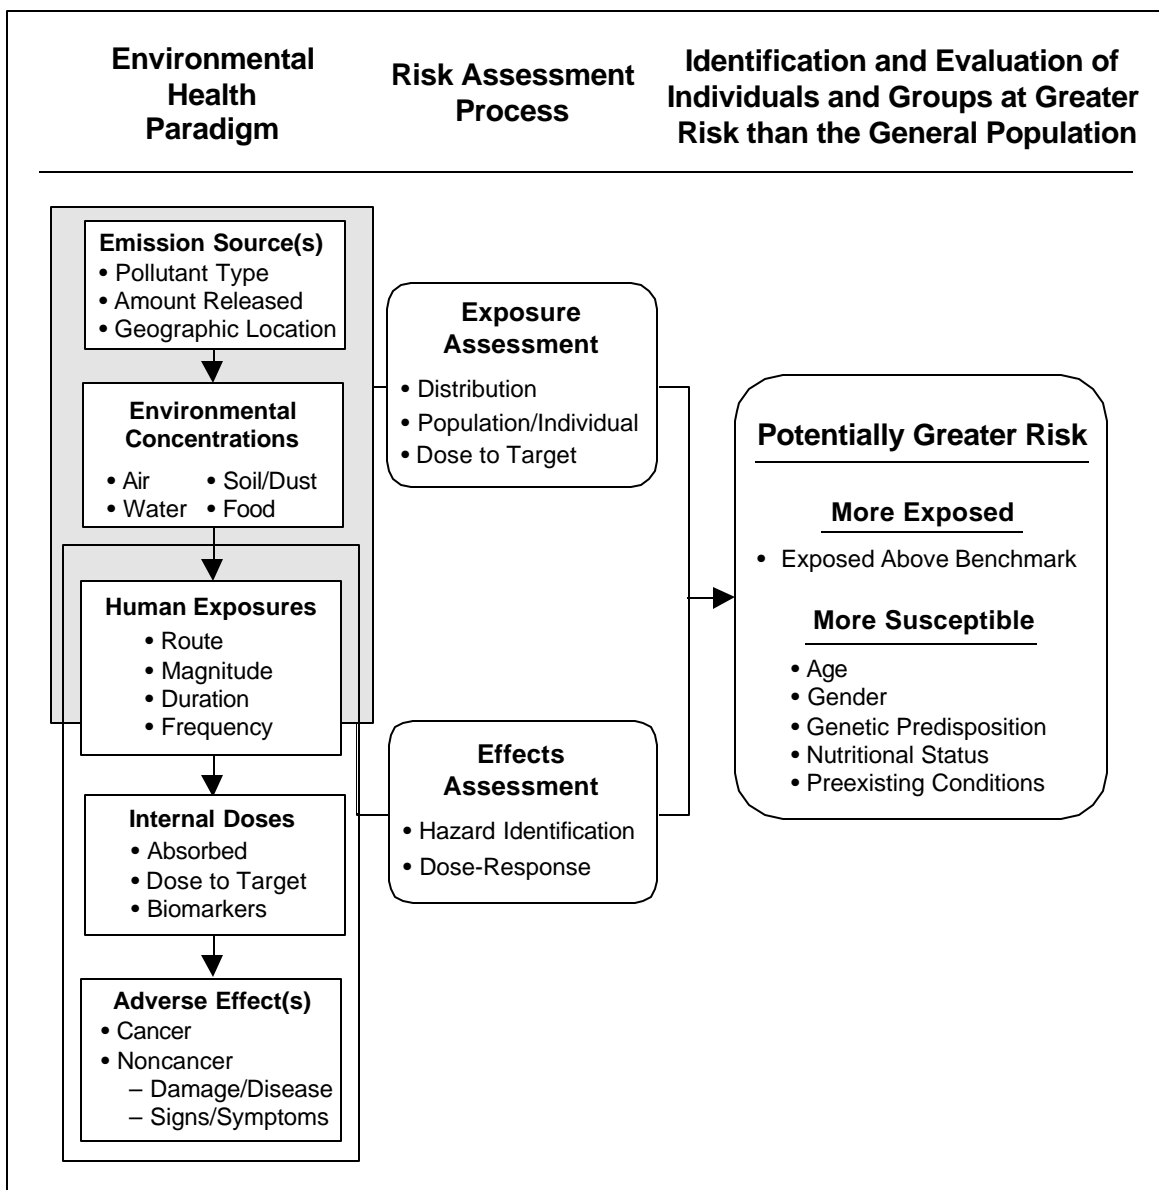 Environmental
Health
Paradigm
Risk Assessment
Process
Identification and Evaluation of
Individuals and Groups at Greater
Risk than the General Population
Emission Source(s)
• Pollutant Type
• Amount Released
• Geographic Location
Environmental
Concentrations
• Air • Soil/Dust
• Water • Food
Human Exposures
• Route
• Magnitude
• Duration
• Frequency
Internal Doses
• Absorbed
• Dose to Target
• Biomarkers
Adverse Effect(s)
• Cancer
• Noncancer
– Damage/Disease
– Signs/Symptoms
Exposure
Assessment
• Distribution
• Population/Individual
• Dose to Target
Effects
Assessment
• Hazard Identification
• Dose-Response
Potentially Greater Risk
More Exposed
• Exposed Above Benchmark
More Susceptible
• Age
• Gender
• Genetic Predisposition
• Nutritional Status
• Preexisting Conditions